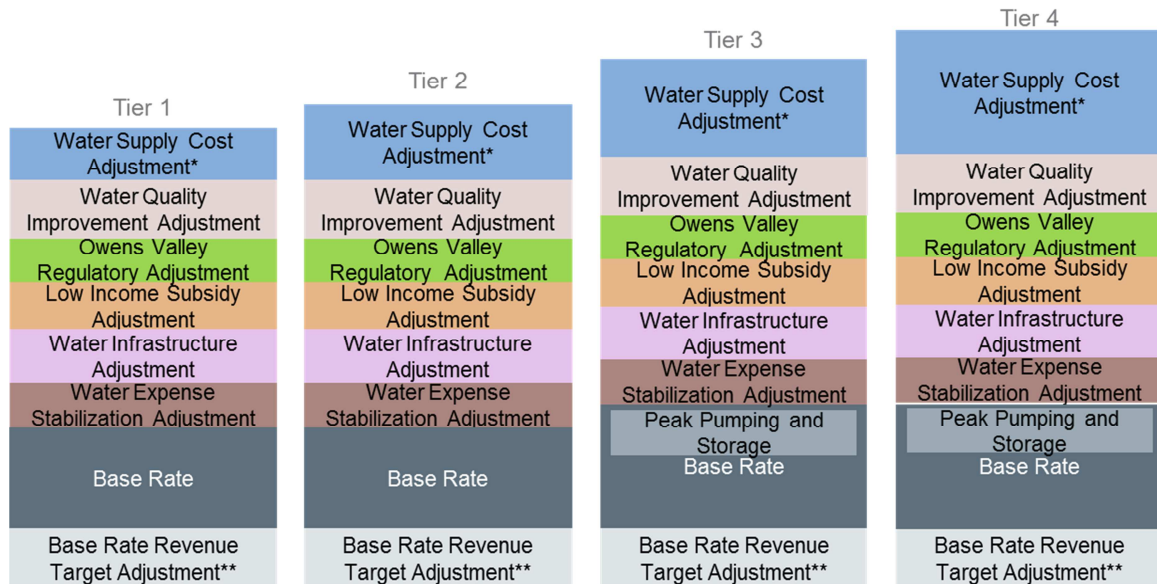 Tier 1
Water Supply Cost
Adjustment*
Water Quality
Improvement Adjustment
Owens Valley
Regulatory Adjustment
Low Income Subsidy
Adjustment
Water Infrastructure
Adjustment
Water Expense
Stabilization Adjustment
Base Rate
Base Rate Revenue
Target Adjustment**
Tier 2
Water Supply Cost
Adjustment*
Water Quality
Improvement Adjustment
Owens Valley
Regulatory Adjustment
Low Income Subsidy
Adjustment
Water Infrastructure
Adjustment
Water Expense
Stabilization Adjustment
Base Rate
Base Rate Revenue
Target Adjustment**
Tier 3
Water Supply Cost
Adjustment*
Water Quality
Improvement Adjustment
Owens Valley
Regulatory Adjustment
Low Income Subsidy
Adjustment
Water Infrastructure
Adjustment
Water Expense
Stabilization Adjustment
Peak Pumping and
Storage
Base Rate
Base Rate Revenue
Target Adjustment**
Tier 4
Water Supply Cost
Adjustment*
Water Quality
Improvement Adjustment
Owens Valley
Regulatory Adjustment
Low Income Subsidy
Adjustment
Water Infrastructure
Adjustment
Water Expense
Stabilization Adjustment
Peak Pumping and
Storage
Base Rate
Base Rate Revenue
Target Adjustment**